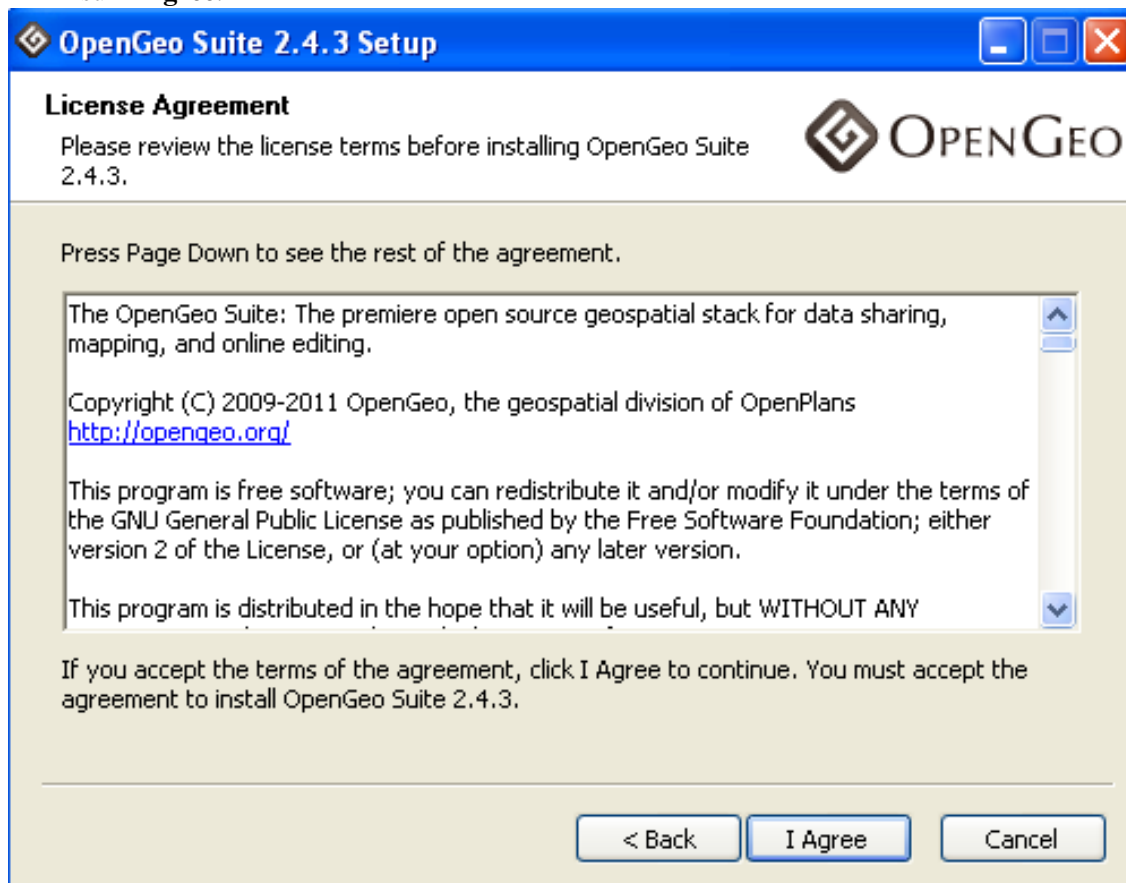 OpenGeo Suite 2.4.3 Setup
License Agreement
Please review the license terms before installing OpenGeo Suite
2.4.3.
OPENGEO
Press Page Down to see the rest of the agreement.
The OpenGeo Suite: The premiere open source geospatial stack for data sharing,
mapping, and online editing.
Copyright (C) 2009-2011 OpenGeo, the geospatial division of OpenPlans
http://opengeo.org/
This program is free software; you can redistribute it and/or modify it under the terms of
the GNU General Public License as published by the Free Software Foundation; either
version 2 of the License, or (at your option) any later version.
This program is distributed in the hope that it will be useful, but WITHOUT ANY
If you accept the terms of the agreement, click I Agree to continue. You must accept the
agreement to install OpenGeo Suite 2.4.3.
< Back
I Agree
Cancel